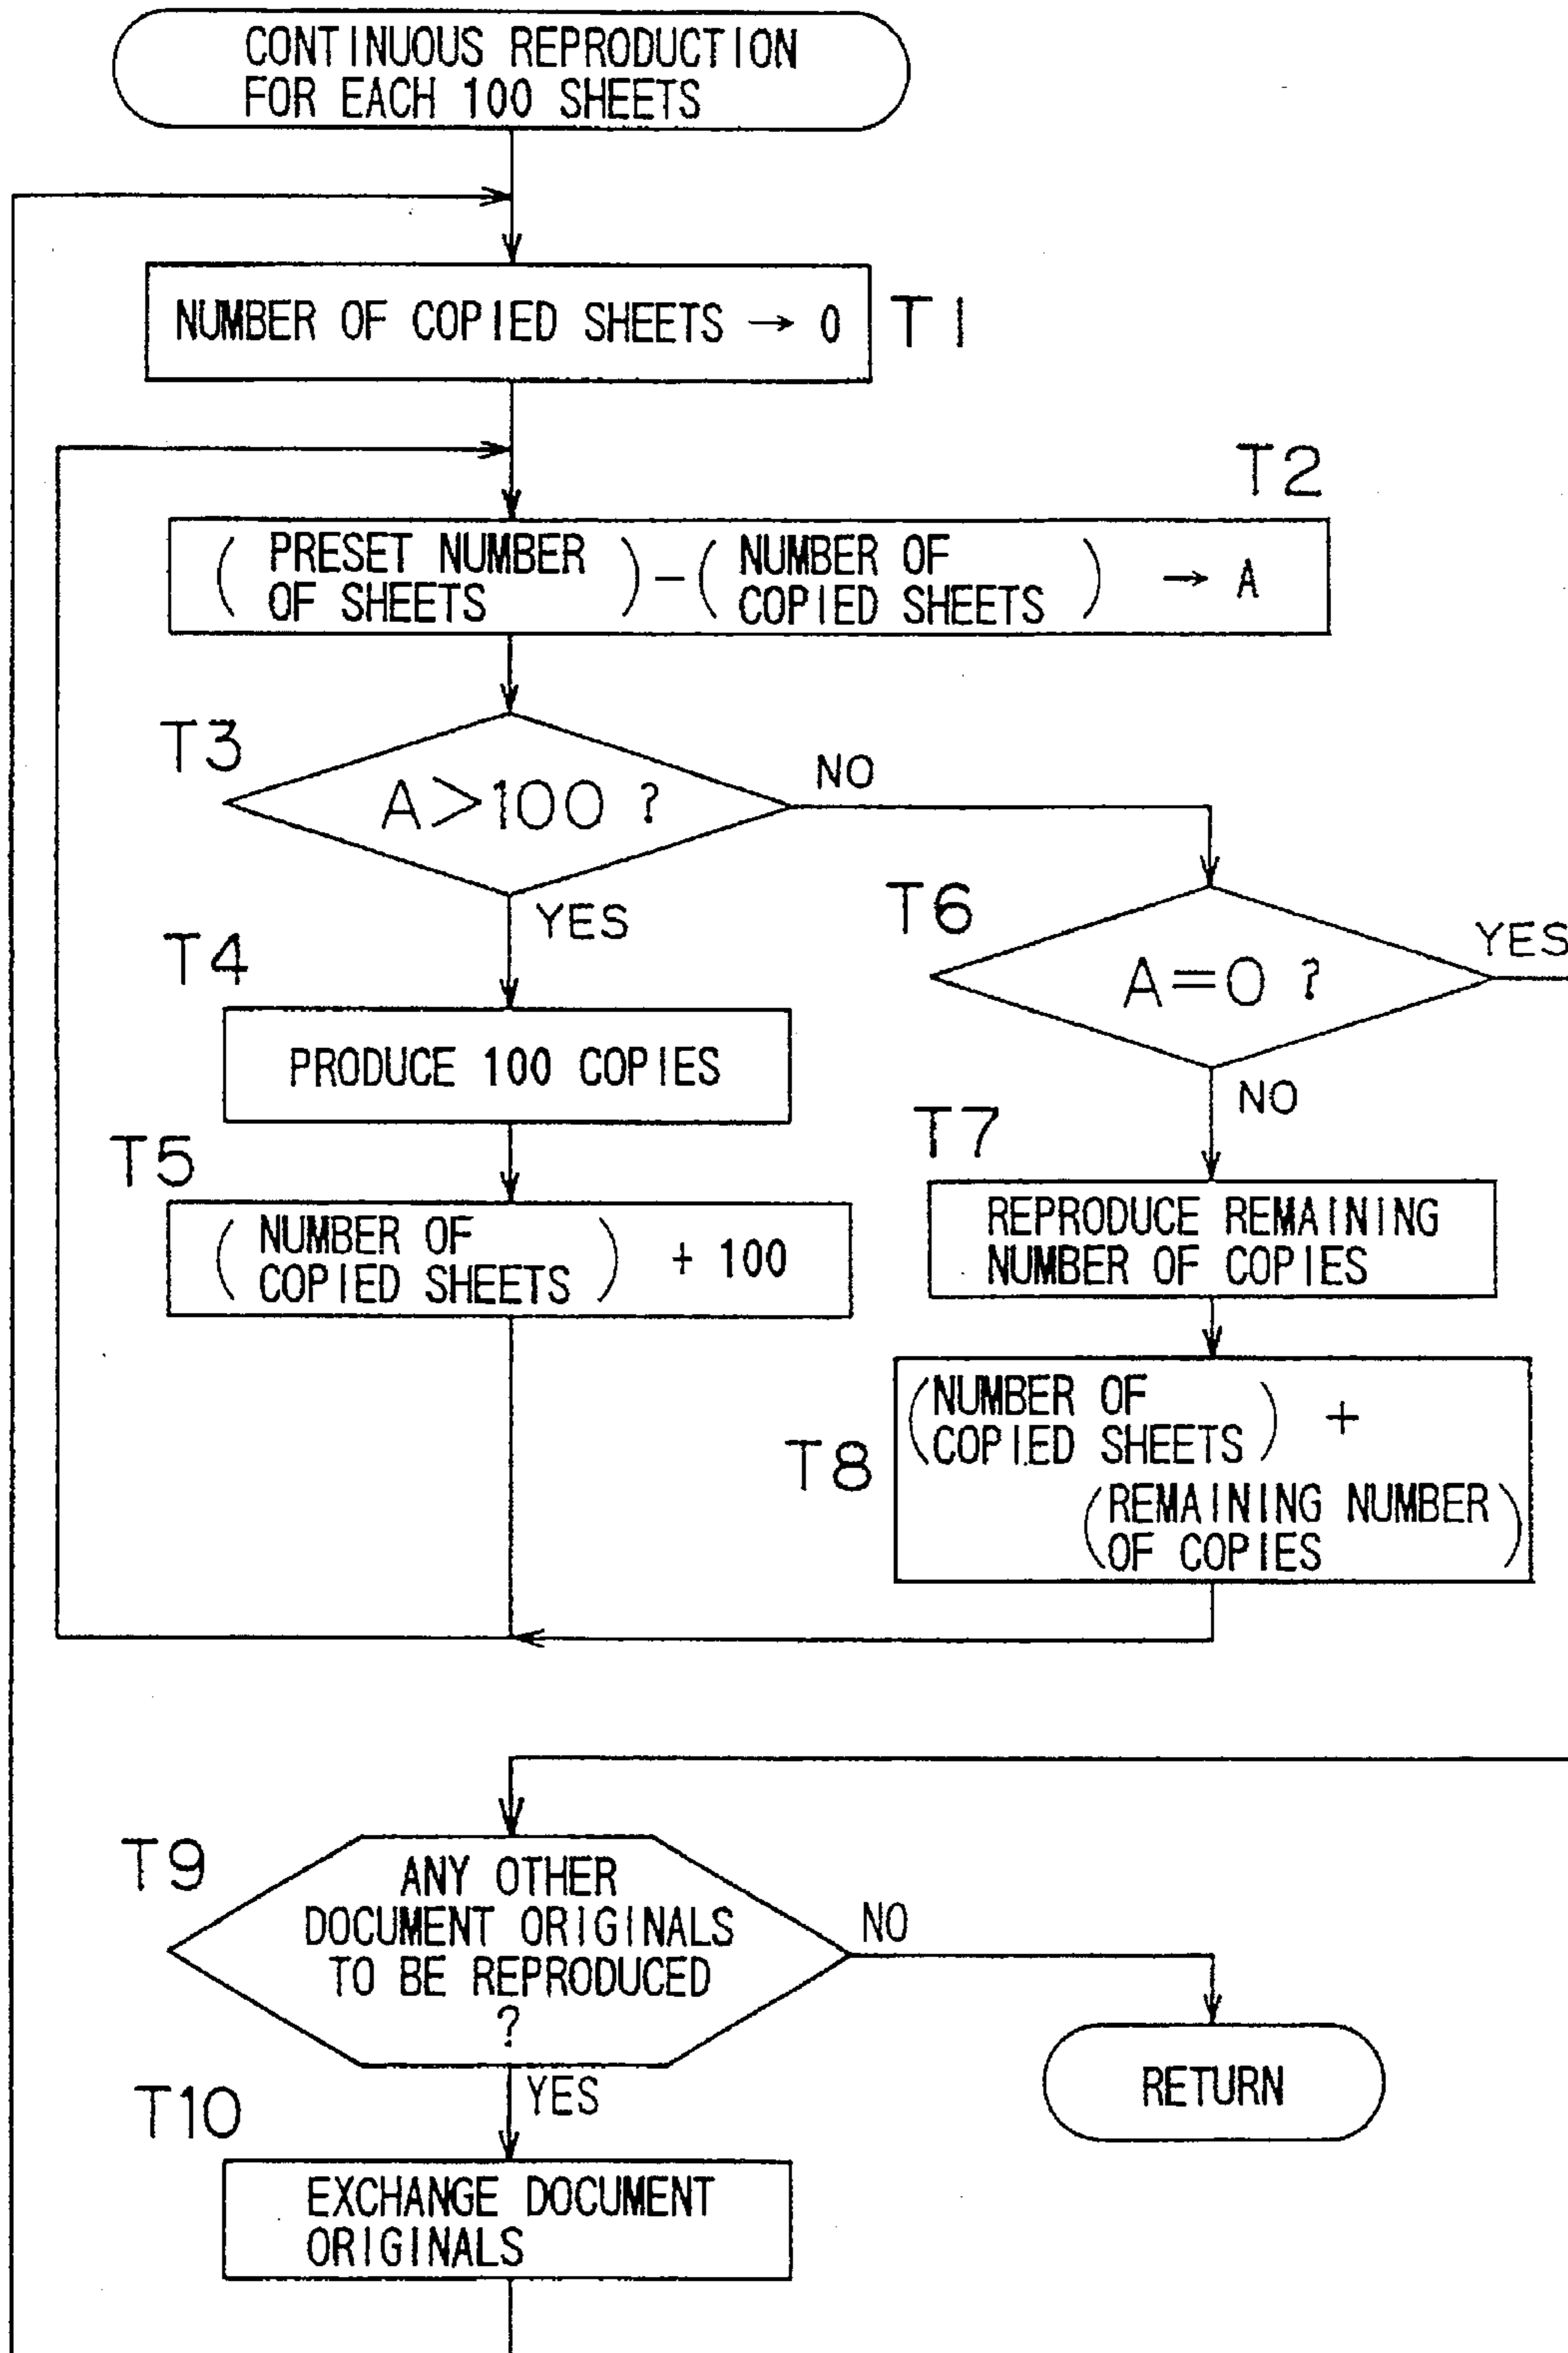 CONTINUOUS REPRODUCTION
FOR EACH 100 SHEETS
NUMBER OF COPIED SHEETS → 0
T1
T2
( PRESET NUMBER
OF SHEETS ) - ( NUMBER OF
COPIED SHEETS ) → A
T3
A>100 ?
NO
YES
T6
A=0 ?
YES
NO
T4
PRODUCE 100 COPIES
T5
( NUMBER OF
COPIED SHEETS ) + 100
T7
REPRODUCE REMAINING
NUMBER OF COPIES
T8
( NUMBER OF
COPIED SHEETS ) +
( REMAINING NUMBER
OF COPIES )
T9
ANY OTHER
DOCUMENT ORIGINALS
TO BE REPRODUCED
?
NO
YES
RETURN
T10
EXCHANGE DOCUMENT
ORIGINALS